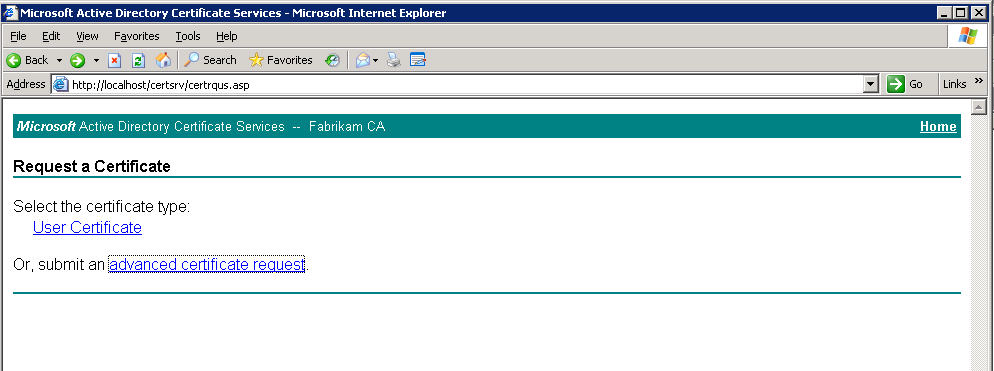 Microsoft Active Directory Certificate Services - Microsoft Internet Explorer
File Edit View Favorites Tools Help
Back Search Favorites
Address http://localhost/certsrv/certrqus.asp Go Links »
Microsoft Active Directory Certificate Services -- Fabrikam CA Home
Request a Certificate
Select the certificate type:
User Certificate
Or, submit an advanced certificate request.